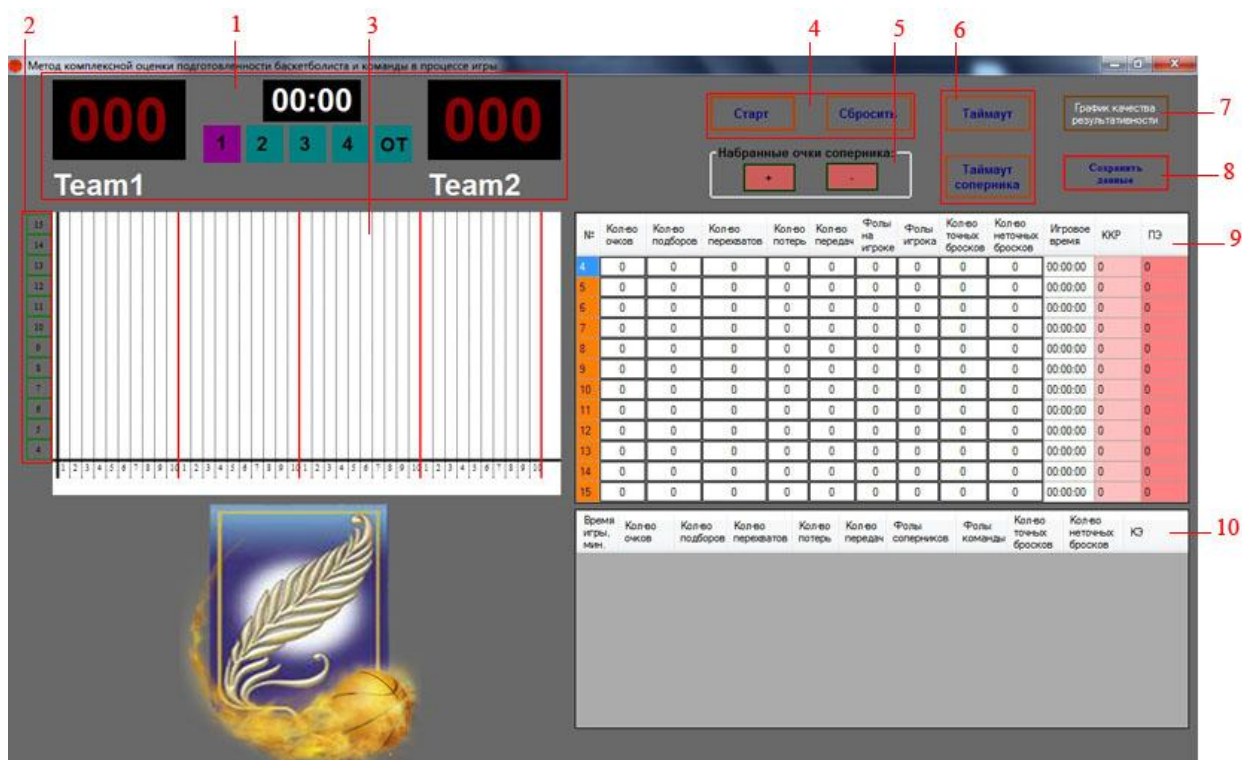 2 1 3 4 5 6
Метод комплексной оценки подготовленности баскетболиста и команды в процессе игры
000 00:00 000
1 2 3 4 ОТ
Team1 Team2
Старт Сбросить
Набранные очки соперника:
+ -
Таймаут
Таймаут
соперника
График качества
результативности
7
Сохранить
данные
8
15
14
13
12
11
10
9
8
7
6
5
4
1 2 3 4 5 6 7 8 9 10 1 2 3 4 5 6 7 8 9 10 1 2 3 4 5 6 7 8 9 10 1 2 3 4 5 6 7 8 9 10
№ Кол-во очков Кол-во подборов Кол-во перехватов Кол-во потерь Кол-во передач Фолы на игроке Фолы игрока Кол-во точных бросков Кол-во неточных бросков Игровое время ККР ПЭ
9
4 0 0 0 0 0 0 0 0 0 00:00:00 0 0
5 0 0 0 0 0 0 0 0 0 00:00:00 0 0
6 0 0 0 0 0 0 0 0 0 00:00:00 0 0
7 0 0 0 0 0 0 0 0 0 00:00:00 0 0
8 0 0 0 0 0 0 0 0 0 00:00:00 0 0
9 0 0 0 0 0 0 0 0 0 00:00:00 0 0
10 0 0 0 0 0 0 0 0 0 00:00:00 0 0
11 0 0 0 0 0 0 0 0 0 00:00:00 0 0
12 0 0 0 0 0 0 0 0 0 00:00:00 0 0
13 0 0 0 0 0 0 0 0 0 00:00:00 0 0
14 0 0 0 0 0 0 0 0 0 00:00:00 0 0
15 0 0 0 0 0 0 0 0 0 00:00:00 0 0
Время игры, мин. Кол-во очков Кол-во подборов Кол-во перехватов Кол-во потерь Кол-во передач Фолы соперников Фолы команды Кол-во точных бросков Кол-во неточных бросков КЭ
10